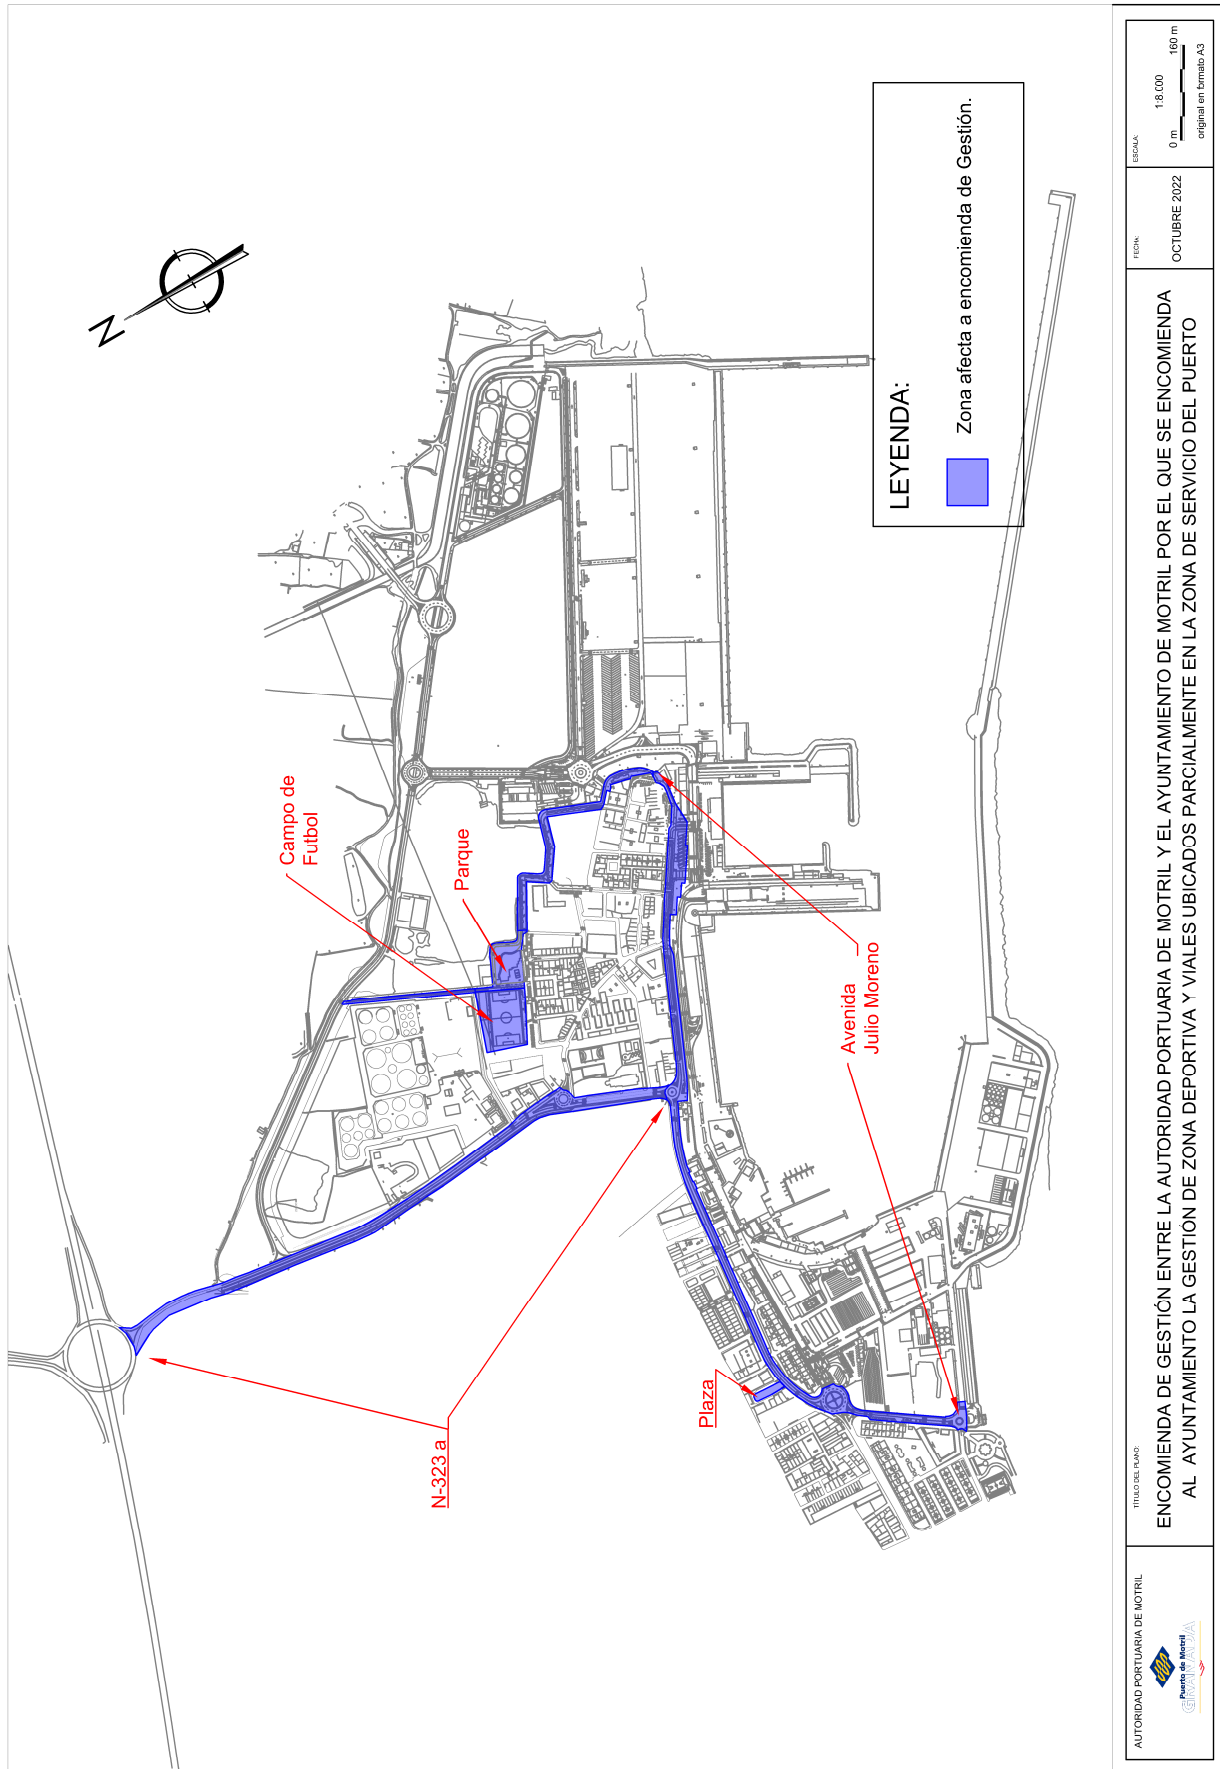 N
Campo de
Futbol
Parque
N-323 a
Plaza
Avenida
Julio Moreno
LEYENDA:
Zona afecta a encomienda de Gestión.
AUTORIDAD PORTUARIA DE MOTRIL
Puerto de Motril
GRANADA
TÍTULO DEL PLANO:
ENCOMIENDA DE GESTIÓN ENTRE LA AUTORIDAD PORTUARIA DE MOTRIL Y EL AYUNTAMIENTO DE MOTRIL POR EL QUE SE ENCOMIENDA
AL AYUNTAMIENTO LA GESTIÓN DE ZONA DEPORTIVA Y VIALES UBICADOS PARCIALMENTE EN LA ZONA DE SERVICIO DEL PUERTO
FECHA:
OCTUBRE 2022
ESCALA:
1:8.000
0 m 160 m
original en formato A3